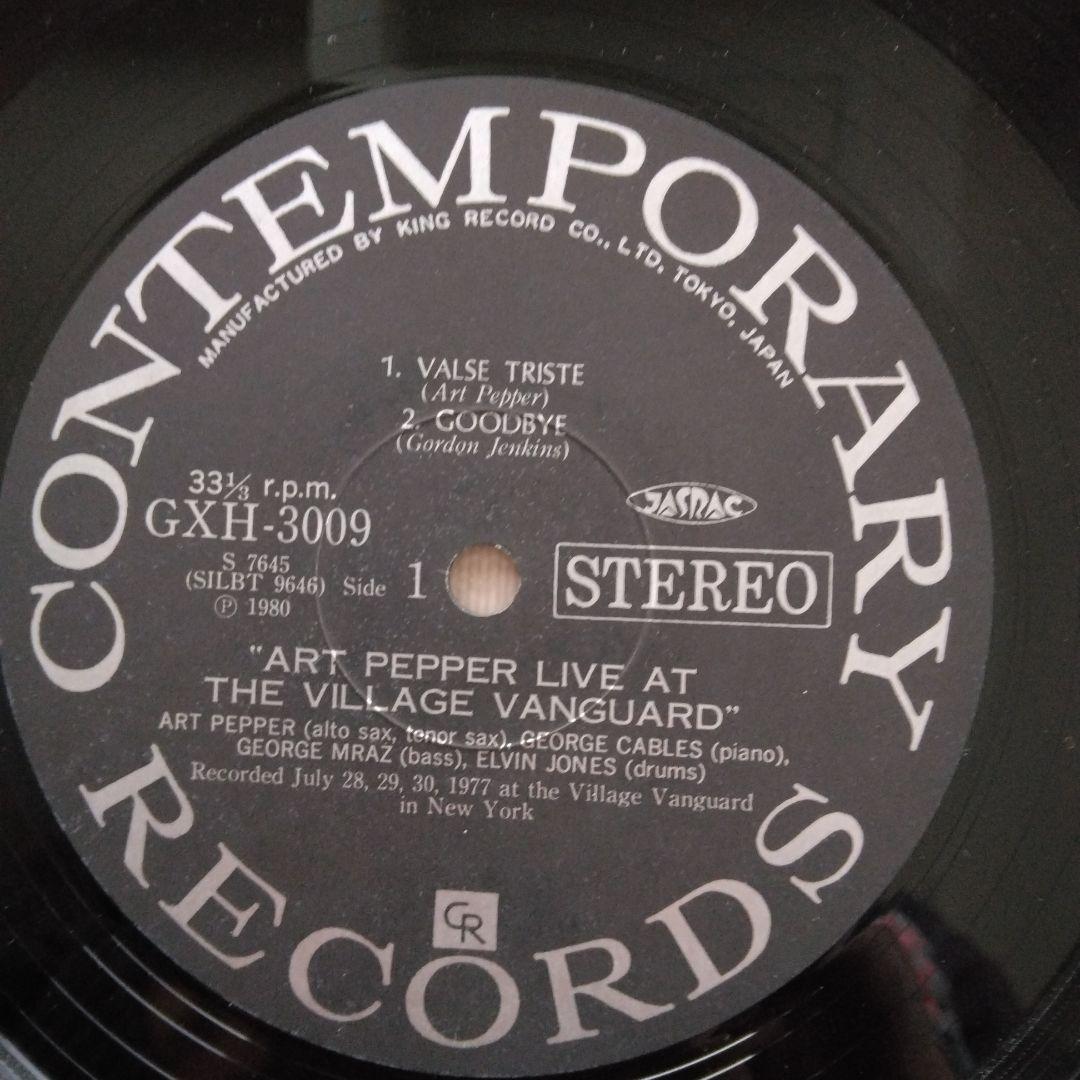 CONTEMPORARY
MANUFACTURED BY KING RECORD CO., LTD. TOKYO, JAPAN
1. VALSE TRISTE
(Art Pepper)
2. GOODBYE
(Gordon Jenkins)
33⅓ r.p.m.
GXH-3009
JASRAC
S 7645
(SILBT 9646) Side 1
Ⓟ 1980
STEREO
"ART PEPPER LIVE AT
THE VILLAGE VANGUARD"
ART PEPPER (alto sax, tenor sax), GEORGE CABLES (piano),
GEORGE MRAZ (bass), ELVIN JONES (drums)
Recorded July 28, 29, 30, 1977 at the Village Vanguard
in New York
CR
RECORDS